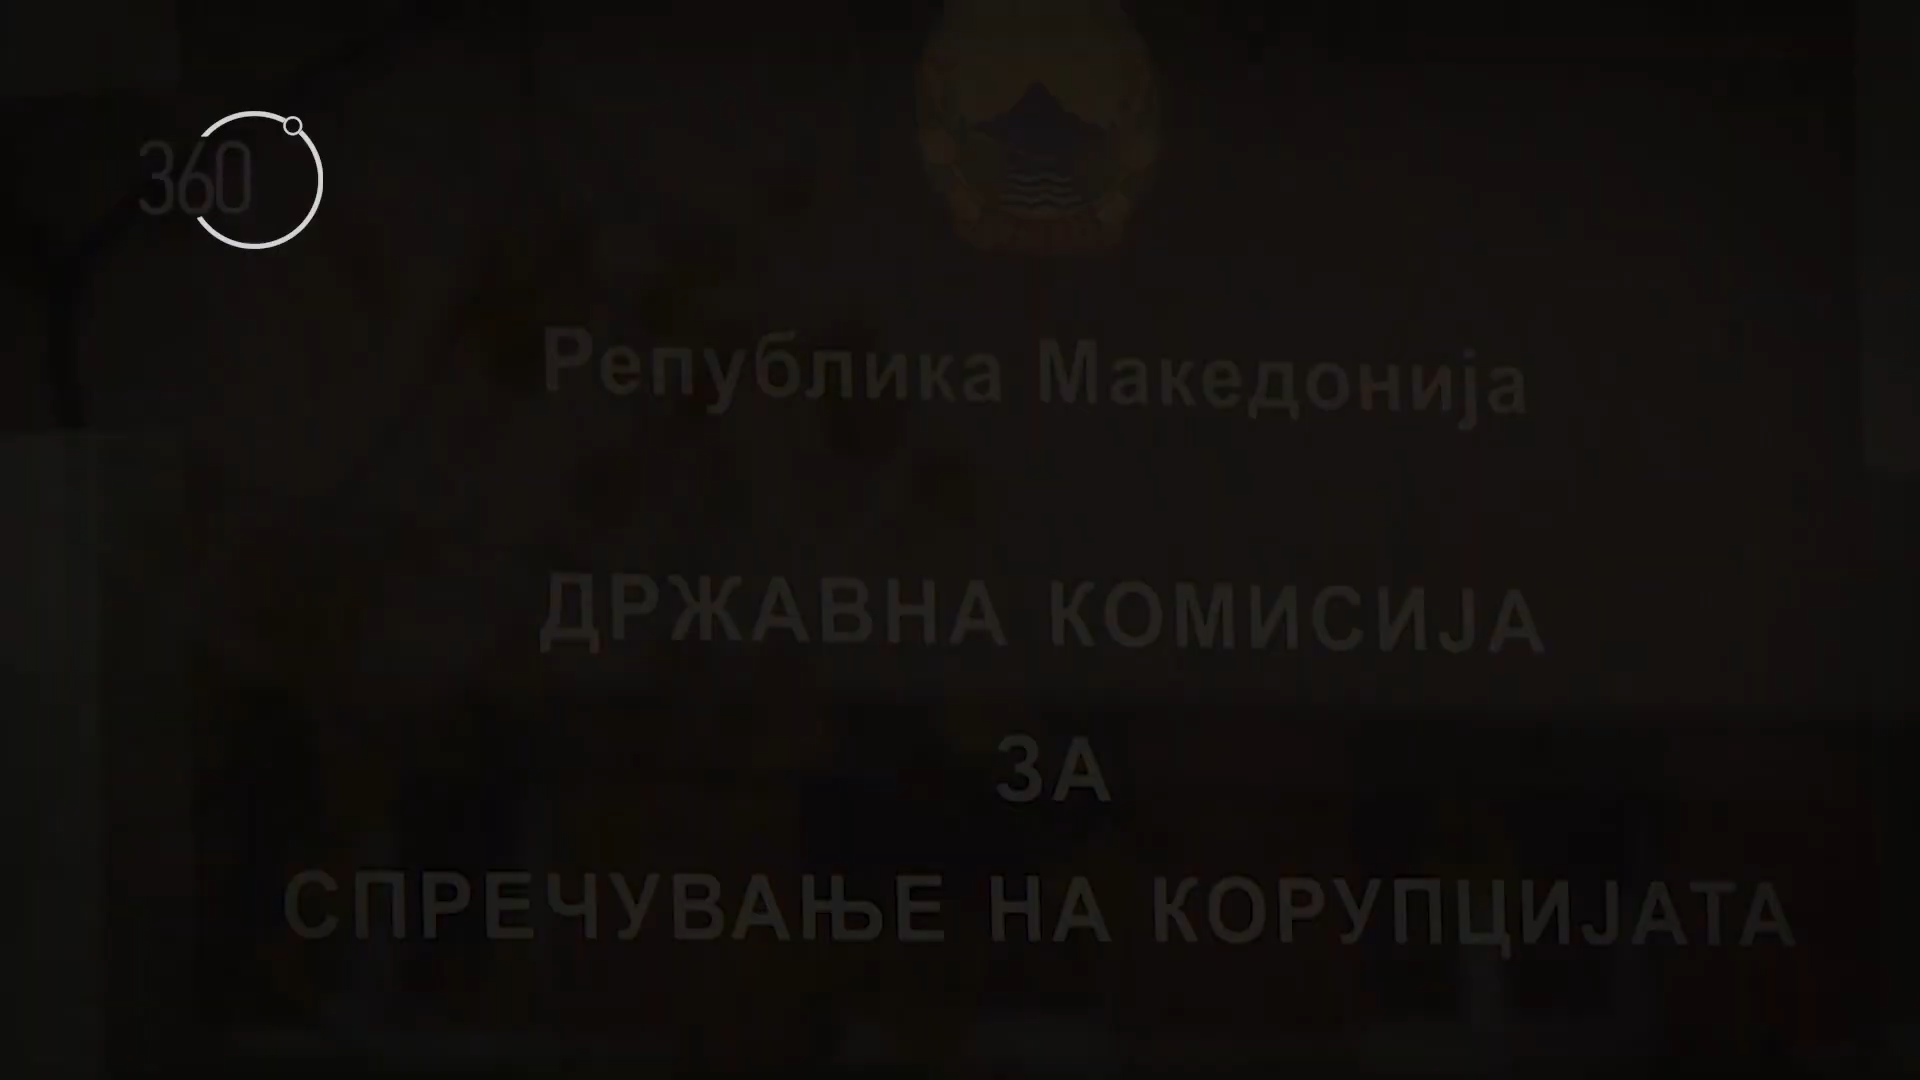 360
Република Македонија
ДРЖАВНА КОМИСИЈА
ЗА
СПРЕЧУВАЊЕ НА КОРУПЦИЈАТА